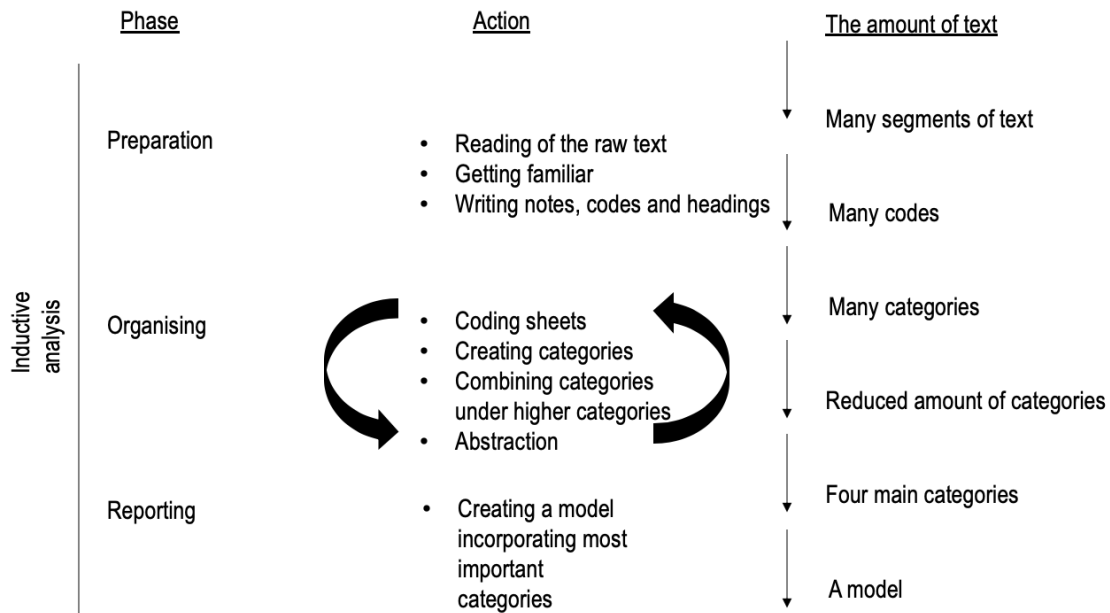 Phase
Action
The amount of text
Inductive
analysis
Preparation
• Reading of the raw text
• Getting familiar
• Writing notes, codes and headings
Many segments of text
Many codes
Organising
• Coding sheets
• Creating categories
• Combining categories
under higher categories
• Abstraction
Many categories
Reduced amount of categories
Reporting
• Creating a model
incorporating most
important
categories
Four main categories
A model